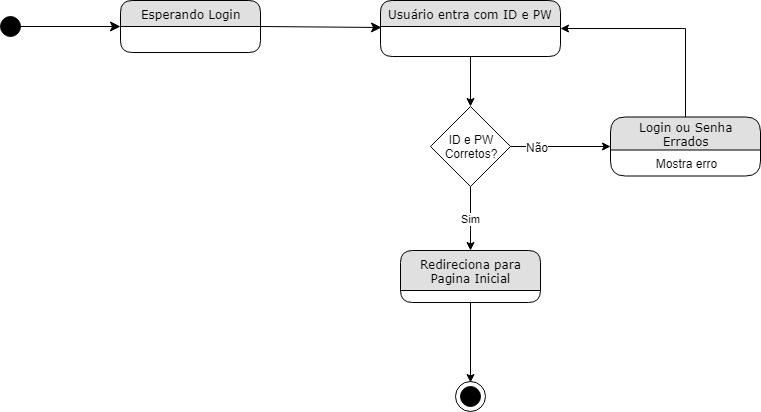 Esperando Login
Usuário entra com ID e PW
ID e PW
Corretos?
Não
Login ou Senha
Errados
Mostra erro
Sim
Redireciona para
Pagina Inicial